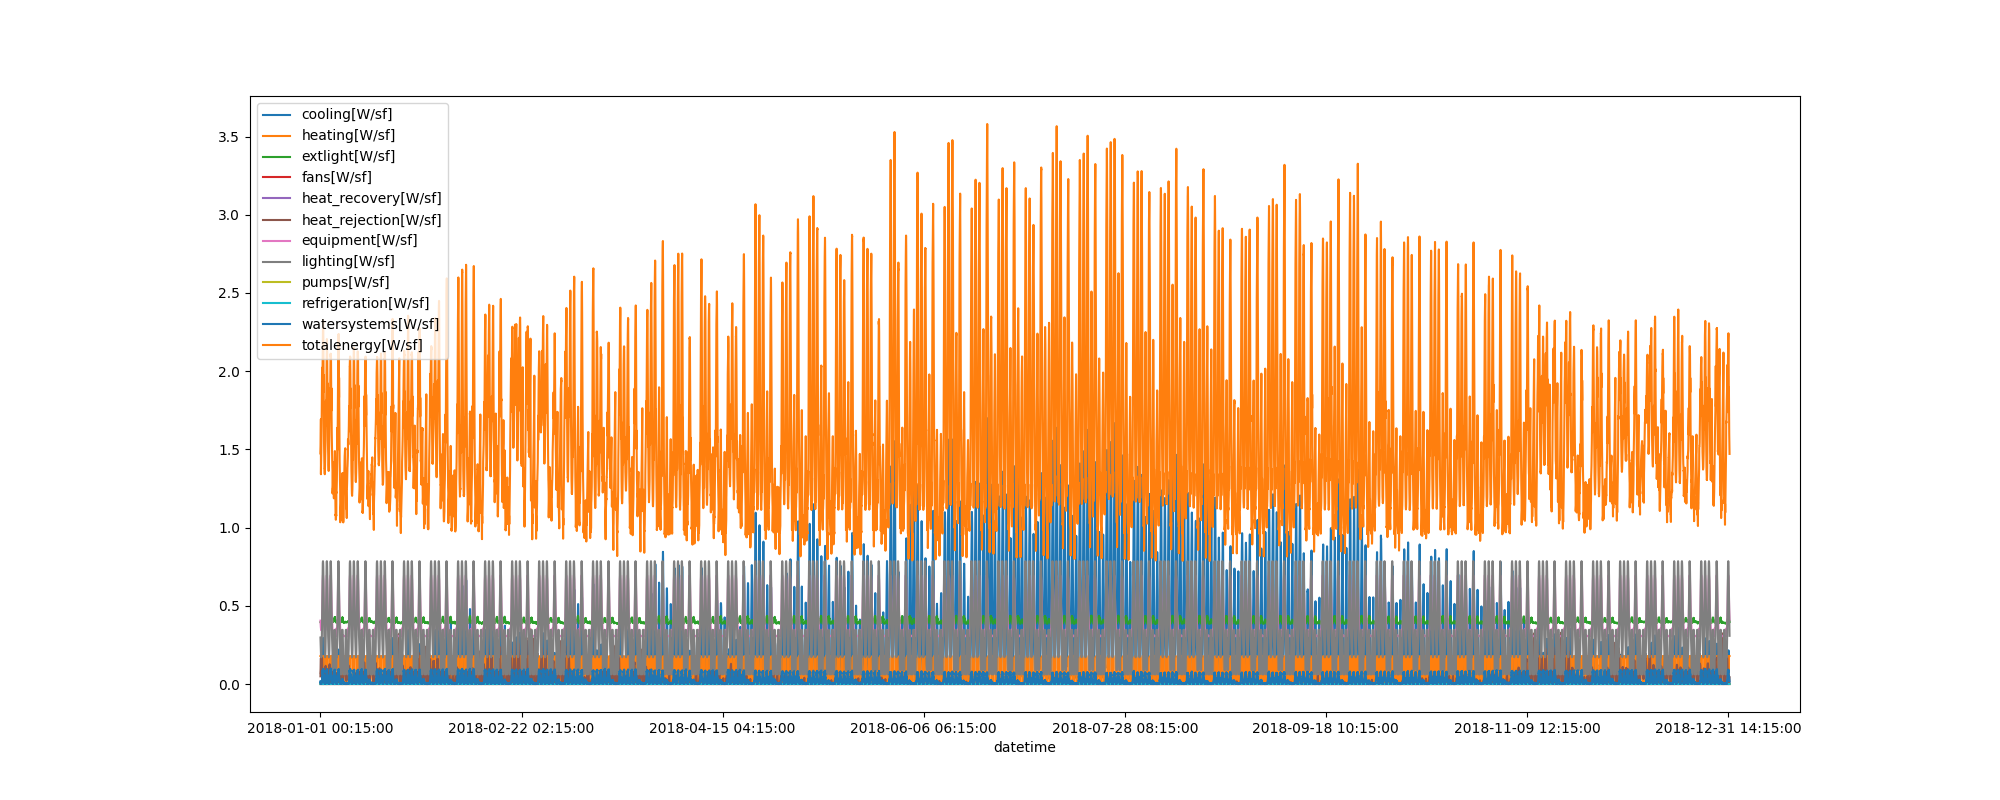 cooling[W/sf]
heating[W/sf]
extlight[W/sf]
fans[W/sf]
heat_recovery[W/sf]
heat_rejection[W/sf]
equipment[W/sf]
lighting[W/sf]
pumps[W/sf]
refrigeration[W/sf]
watersystems[W/sf]
totalenergy[W/sf]
3.5
3.0
2.5
2.0
1.5
1.0
0.5
0.0
2018-01-01 00:15:00 2018-02-22 02:15:00 2018-04-15 04:15:00 2018-06-06 06:15:00 2018-07-28 08:15:00 2018-09-18 10:15:00 2018-11-09 12:15:00 2018-12-31 14:15:00
datetime